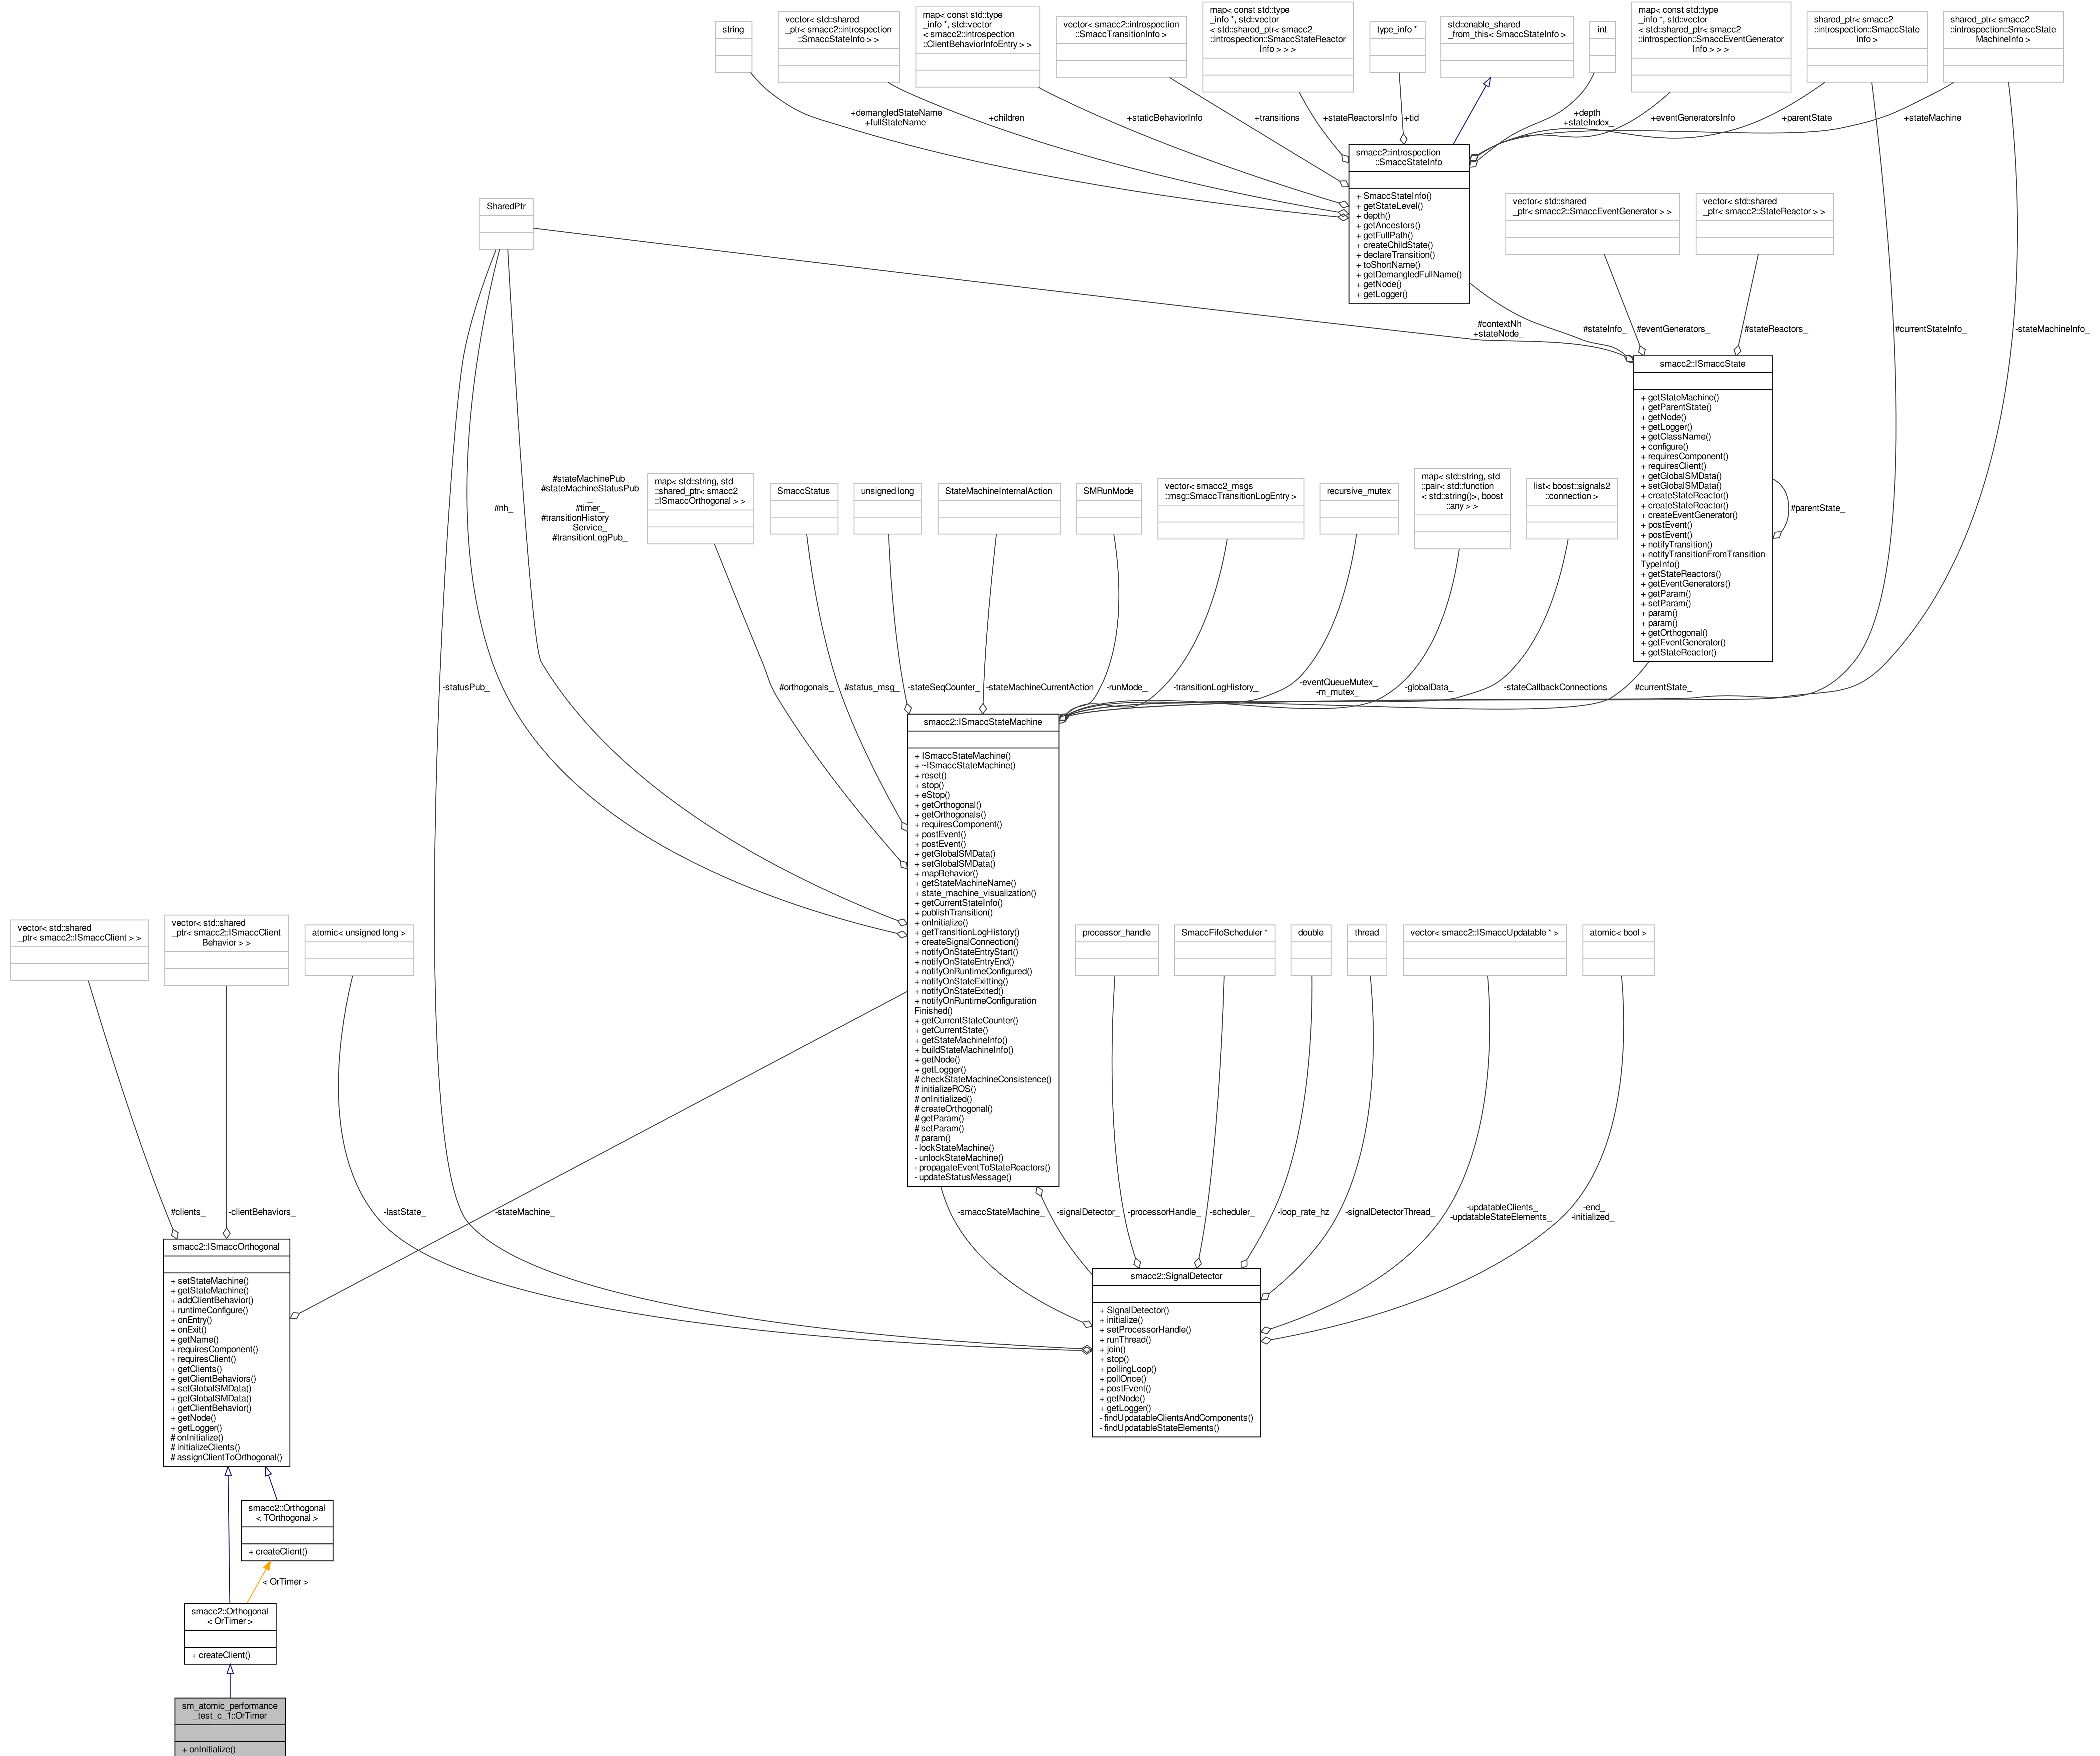 string
vector< std::shared
_ptr< smacc2::introspection
::SmaccStateInfo > >
map< const std::type
_info *, std::vector
< smacc2::introspection
::ClientBehaviorInfoEntry > >
vector< smacc2::introspection
::SmaccTransitionInfo >
map< const std::type
_info *, std::vector
< std::shared_ptr< smacc2
::introspection::SmaccStateReactor
Info > > >
type_info *
std::enable_shared
_from_this< SmaccStateInfo >
int
map< const std::type
_info *, std::vector
< std::shared_ptr< smacc2
::introspection::SmaccEventGenerator
Info > > >
shared_ptr< smacc2
::introspection::SmaccState
Info >
shared_ptr< smacc2
::introspection::SmaccState
MachineInfo >
+demangledStateName
+fullStateName
+children_
+staticBehaviorInfo
+transitions_
+stateReactorsInfo
+tid_
+depth_
+stateIndex_
+eventGeneratorsInfo
+parentState_
+stateMachine_
smacc2::introspection
::SmaccStateInfo
+ SmaccStateInfo()
+ getStateLevel()
+ depth()
+ getAncestors()
+ getFullPath()
+ createChildState()
+ declareTransition()
+ toShortName()
+ getDemangledFullName()
+ getNode()
+ getLogger()
SharedPtr
vector< std::shared
_ptr< smacc2::SmaccEventGenerator > >
vector< std::shared
_ptr< smacc2::StateReactor > >
#contextNh
+stateNode_
#stateInfo_
#eventGenerators_
#stateReactors_
#currentStateInfo_
-stateMachineInfo_
smacc2::ISmaccState
+ getStateMachine()
+ getParentState()
+ getNode()
+ getLogger()
+ getClassName()
+ configure()
+ requiresComponent()
+ requiresClient()
+ getGlobalSMData()
+ setGlobalSMData()
+ createStateReactor()
+ createStateReactor()
+ createEventGenerator()
+ postEvent()
+ postEvent()
+ notifyTransition()
+ notifyTransitionFromTransition
TypeInfo()
+ getStateReactors()
+ getEventGenerators()
+ getParam()
+ setParam()
+ param()
+ param()
+ getOrthogonal()
+ getEventGenerator()
+ getStateReactor()
#parentState_
#nh_
#stateMachinePub_
#stateMachineStatusPub
_
#timer_
#transitionHistory
Service_
#transitionLogPub_
map< std::string, std
::shared_ptr< smacc2
::ISmaccOrthogonal > >
SmaccStatus
unsigned long
StateMachineInternalAction
SMRunMode
vector< smacc2_msgs
::msg::SmaccTransitionLogEntry >
recursive_mutex
map< std::string, std
::pair< std::function
< std::string()>, boost
::any > >
list< boost::signals2
::connection >
-statusPub_
#orthogonals_
#status_msg_
-stateSeqCounter_
-stateMachineCurrentAction
-runMode_
-transitionLogHistory_
-eventQueueMutex_
-m_mutex_
-globalData_
-stateCallbackConnections
#currentState_
smacc2::ISmaccStateMachine
+ ISmaccStateMachine()
+ ~ISmaccStateMachine()
+ reset()
+ stop()
+ eStop()
+ getOrthogonal()
+ getOrthogonals()
+ requiresComponent()
+ postEvent()
+ postEvent()
+ getGlobalSMData()
+ setGlobalSMData()
+ mapBehavior()
+ getStateMachineName()
+ state_machine_visualization()
+ getCurrentStateInfo()
+ publishTransition()
+ onInitialize()
+ getTransitionLogHistory()
+ createSignalConnection()
+ notifyOnStateEntryStart()
+ notifyOnStateEntryEnd()
+ notifyOnRuntimeConfigured()
+ notifyOnStateExitting()
+ notifyOnStateExited()
+ notifyOnRuntimeConfiguration
Finished()
+ getCurrentStateCounter()
+ getCurrentState()
+ getStateMachineInfo()
+ buildStateMachineInfo()
+ getNode()
+ getLogger()
# checkStateMachineConsistence()
# initializeROS()
# onInitialized()
# createOrthogonal()
# getParam()
# setParam()
# param()
- lockStateMachine()
- unlockStateMachine()
- propagateEventToStateReactors()
- updateStatusMessage()
vector< std::shared
_ptr< smacc2::ISmaccClient > >
vector< std::shared
_ptr< smacc2::ISmaccClient
Behavior > >
atomic< unsigned long >
processor_handle
SmaccFifoScheduler *
double
thread
vector< smacc2::ISmaccUpdatable * >
atomic< bool >
#clients_
-clientBehaviors_
-lastState_
-stateMachine_
-smaccStateMachine_
-signalDetector_
-processorHandle_
-scheduler_
-loop_rate_hz
-signalDetectorThread_
-updatableClients_
-updatableStateElements_
-end_
-initialized_
smacc2::ISmaccOrthogonal
+ setStateMachine()
+ getStateMachine()
+ addClientBehavior()
+ runtimeConfigure()
+ onEntry()
+ onExit()
+ getName()
+ requiresComponent()
+ requiresClient()
+ getClients()
+ getClientBehaviors()
+ setGlobalSMData()
+ getGlobalSMData()
+ getClientBehavior()
+ getNode()
+ getLogger()
# onInitialize()
# initializeClients()
# assignClientToOrthogonal()
smacc2::SignalDetector
+ SignalDetector()
+ initialize()
+ setProcessorHandle()
+ runThread()
+ join()
+ stop()
+ pollingLoop()
+ pollOnce()
+ postEvent()
+ getNode()
+ getLogger()
- findUpdatableClientsAndComponents()
- findUpdatableStateElements()
smacc2::Orthogonal
< TOrthogonal >
+ createClient()
< OrTimer >
smacc2::Orthogonal
< OrTimer >
+ createClient()
sm_atomic_performance
_test_c_1::OrTimer
+ onInitialize()